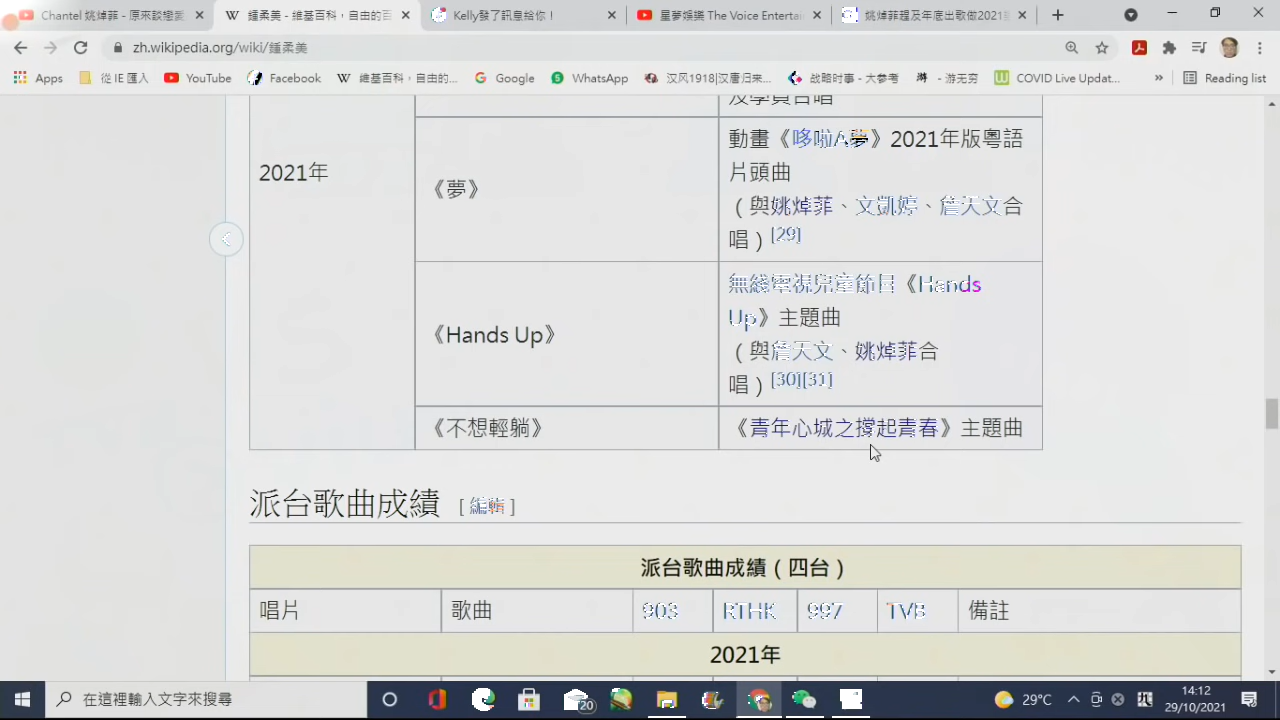 Chantel 姚焯菲 - 原來談戀愛
鍾柔美 - 維基百科，自由的百
Kelly發了訊息給你！
星夢娛樂 The Voice Entertai
姚焯菲趕及年底出歌做2021
zh.wikipedia.org/wiki/鍾柔美
Apps
從 IE 匯入
YouTube
Facebook
維基百科，自由的...
Google
WhatsApp
汉风1918|汉唐归来...
战略时事 - 大参考
- 游无穷
COVID Live Updat...
»
Reading list
及學員合唱
2021年
《夢》
動畫《哆啦A夢》2021年版粵語
片頭曲
（與姚焯菲、文凱婷、詹天文合
唱）[29]
《Hands Up》
無綫電視兒童節目《Hands
Up》主題曲
（與詹天文、姚焯菲合
唱）[30][31]
《不想輕躺》
《青年心城之撐起青春》主題曲
派台歌曲成績 [編輯]
派台歌曲成績（四台）
唱片 歌曲 903 RTHK 997 TVB 備註
2021年
在這裡輸入文字來搜尋
20
29°C
14:12
29/10/2021